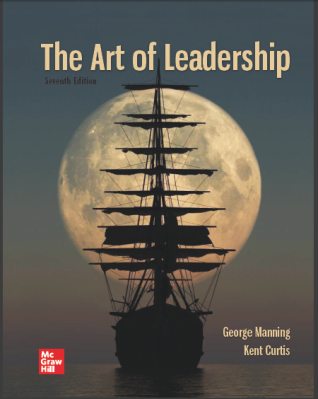 The Art of Leadership
Seventh Edition
George Manning
Kent Curtis
Mc
Graw
Hill